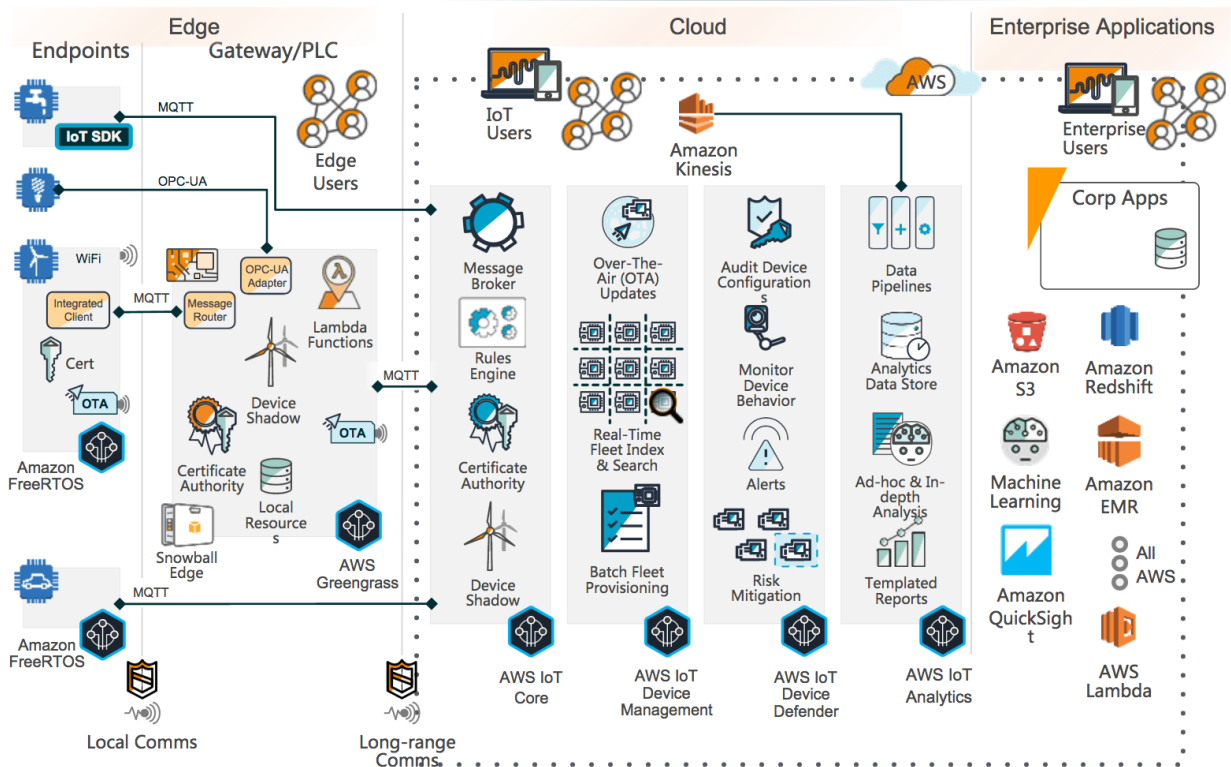 Edge
Cloud
Enterprise Applications
Endpoints
Gateway/PLC
MQTT
IoT SDK
OPC-UA
WiFi
Integrated
Client
MQTT
Cert
OTA
Amazon
FreeRTOS
MQTT
Amazon
FreeRTOS
Edge
Users
OPC-UA
Adapter
Message
Router
Lambda
Functions
Device
Shadow
MQTT
OTA
Certificate
Authority
Local
Resource
s
Snowball
Edge
AWS
Greengrass
Local Comms
Long-range
Comms
IoT
Users
Amazon
Kinesis
AWS
Message
Broker
Rules
Engine
Certificate
Authority
Device
Shadow
AWS IoT
Core
Over-The-
Air (OTA)
Updates
Real-Time
Fleet Index
& Search
Batch Fleet
Provisioning
AWS IoT
Device
Management
Audit Device
Configuration
s
Monitor
Device
Behavior
Alerts
Risk
Mitigation
AWS IoT
Device
Defender
Data
Pipelines
Analytics
Data Store
Ad-hoc & In-
depth
Analysis
Templated
Reports
AWS IoT
Analytics
Enterprise
Users
Corp Apps
Amazon
S3
Amazon
Redshift
Machine
Learning
Amazon
EMR
Amazon
QuickSigh
t
All
AWS
AWS
Lambda